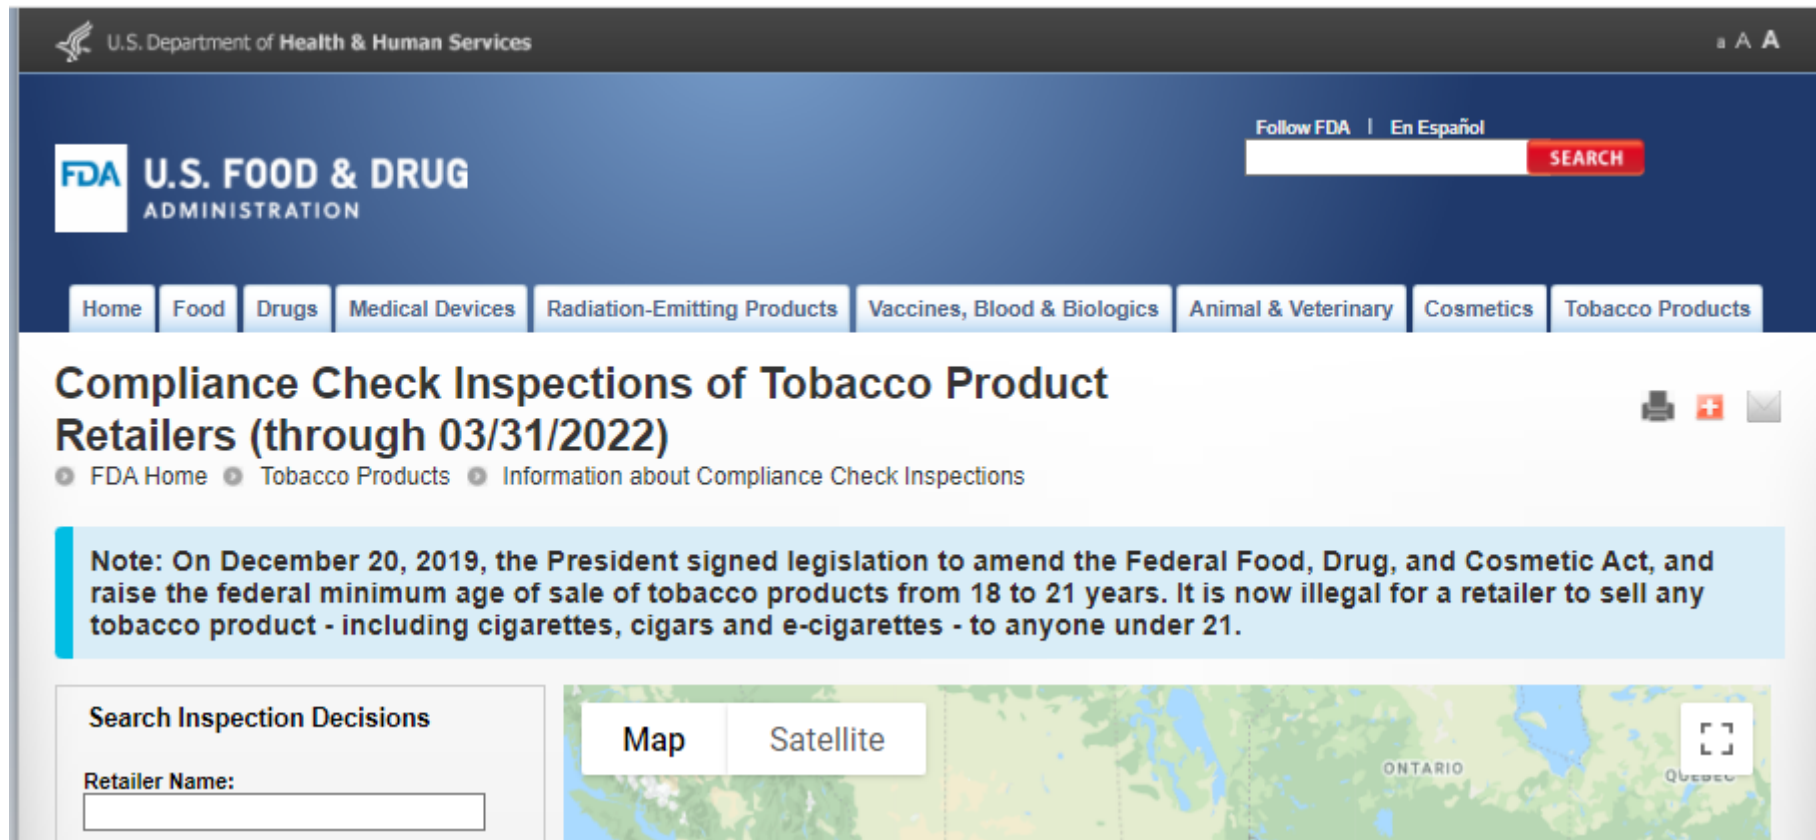 U.S. Department of Health & Human Services
a A A
Follow FDA | En Español
SEARCH
FDA U.S. FOOD & DRUG
ADMINISTRATION
Home Food Drugs Medical Devices Radiation-Emitting Products Vaccines, Blood & Biologics Animal & Veterinary Cosmetics Tobacco Products
Compliance Check Inspections of Tobacco Product
Retailers (through 03/31/2022)
FDA Home Tobacco Products Information about Compliance Check Inspections
Note: On December 20, 2019, the President signed legislation to amend the Federal Food, Drug, and Cosmetic Act, and
raise the federal minimum age of sale of tobacco products from 18 to 21 years. It is now illegal for a retailer to sell any
tobacco product - including cigarettes, cigars and e-cigarettes - to anyone under 21.
Search Inspection Decisions
Retailer Name:
Map Satellite
ONTARIO
QUEBEC